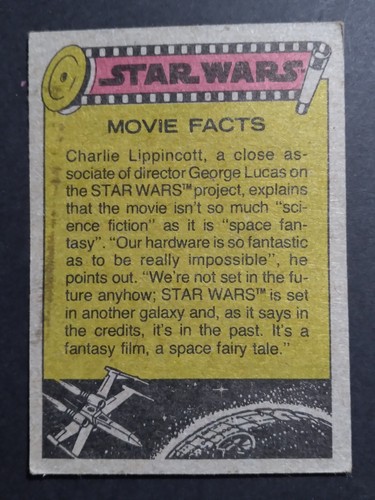 STAR WARS
MOVIE FACTS
Charlie Lippincott, a close as-
sociate of director George Lucas on
the STAR WARS™ project, explains
that the movie isn't so much "sci-
ence fiction" as it is "space fan-
tasy". "Our hardware is so fantastic
as to be really impossible", he
points out. "We're not set in the fu-
ture anyhow; STAR WARS™ is set
in another galaxy and, as it says in
the credits, it's in the past. It's a
fantasy film, a space fairy tale."